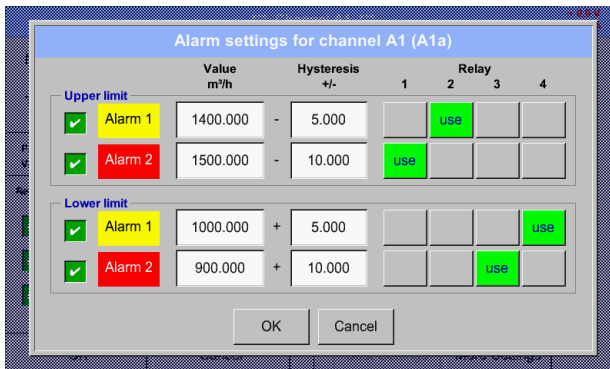 Alarm settings for channel A1 (A1a)
Value Hysteresis Relay
m³/h +/- 1 2 3 4
Upper limit
Alarm 1 1400.000 - 5.000 use
Alarm 2 1500.000 - 10.000 use
Lower limit
Alarm 1 1000.000 + 5.000 use
Alarm 2 900.000 + 10.000 use
OK Cancel